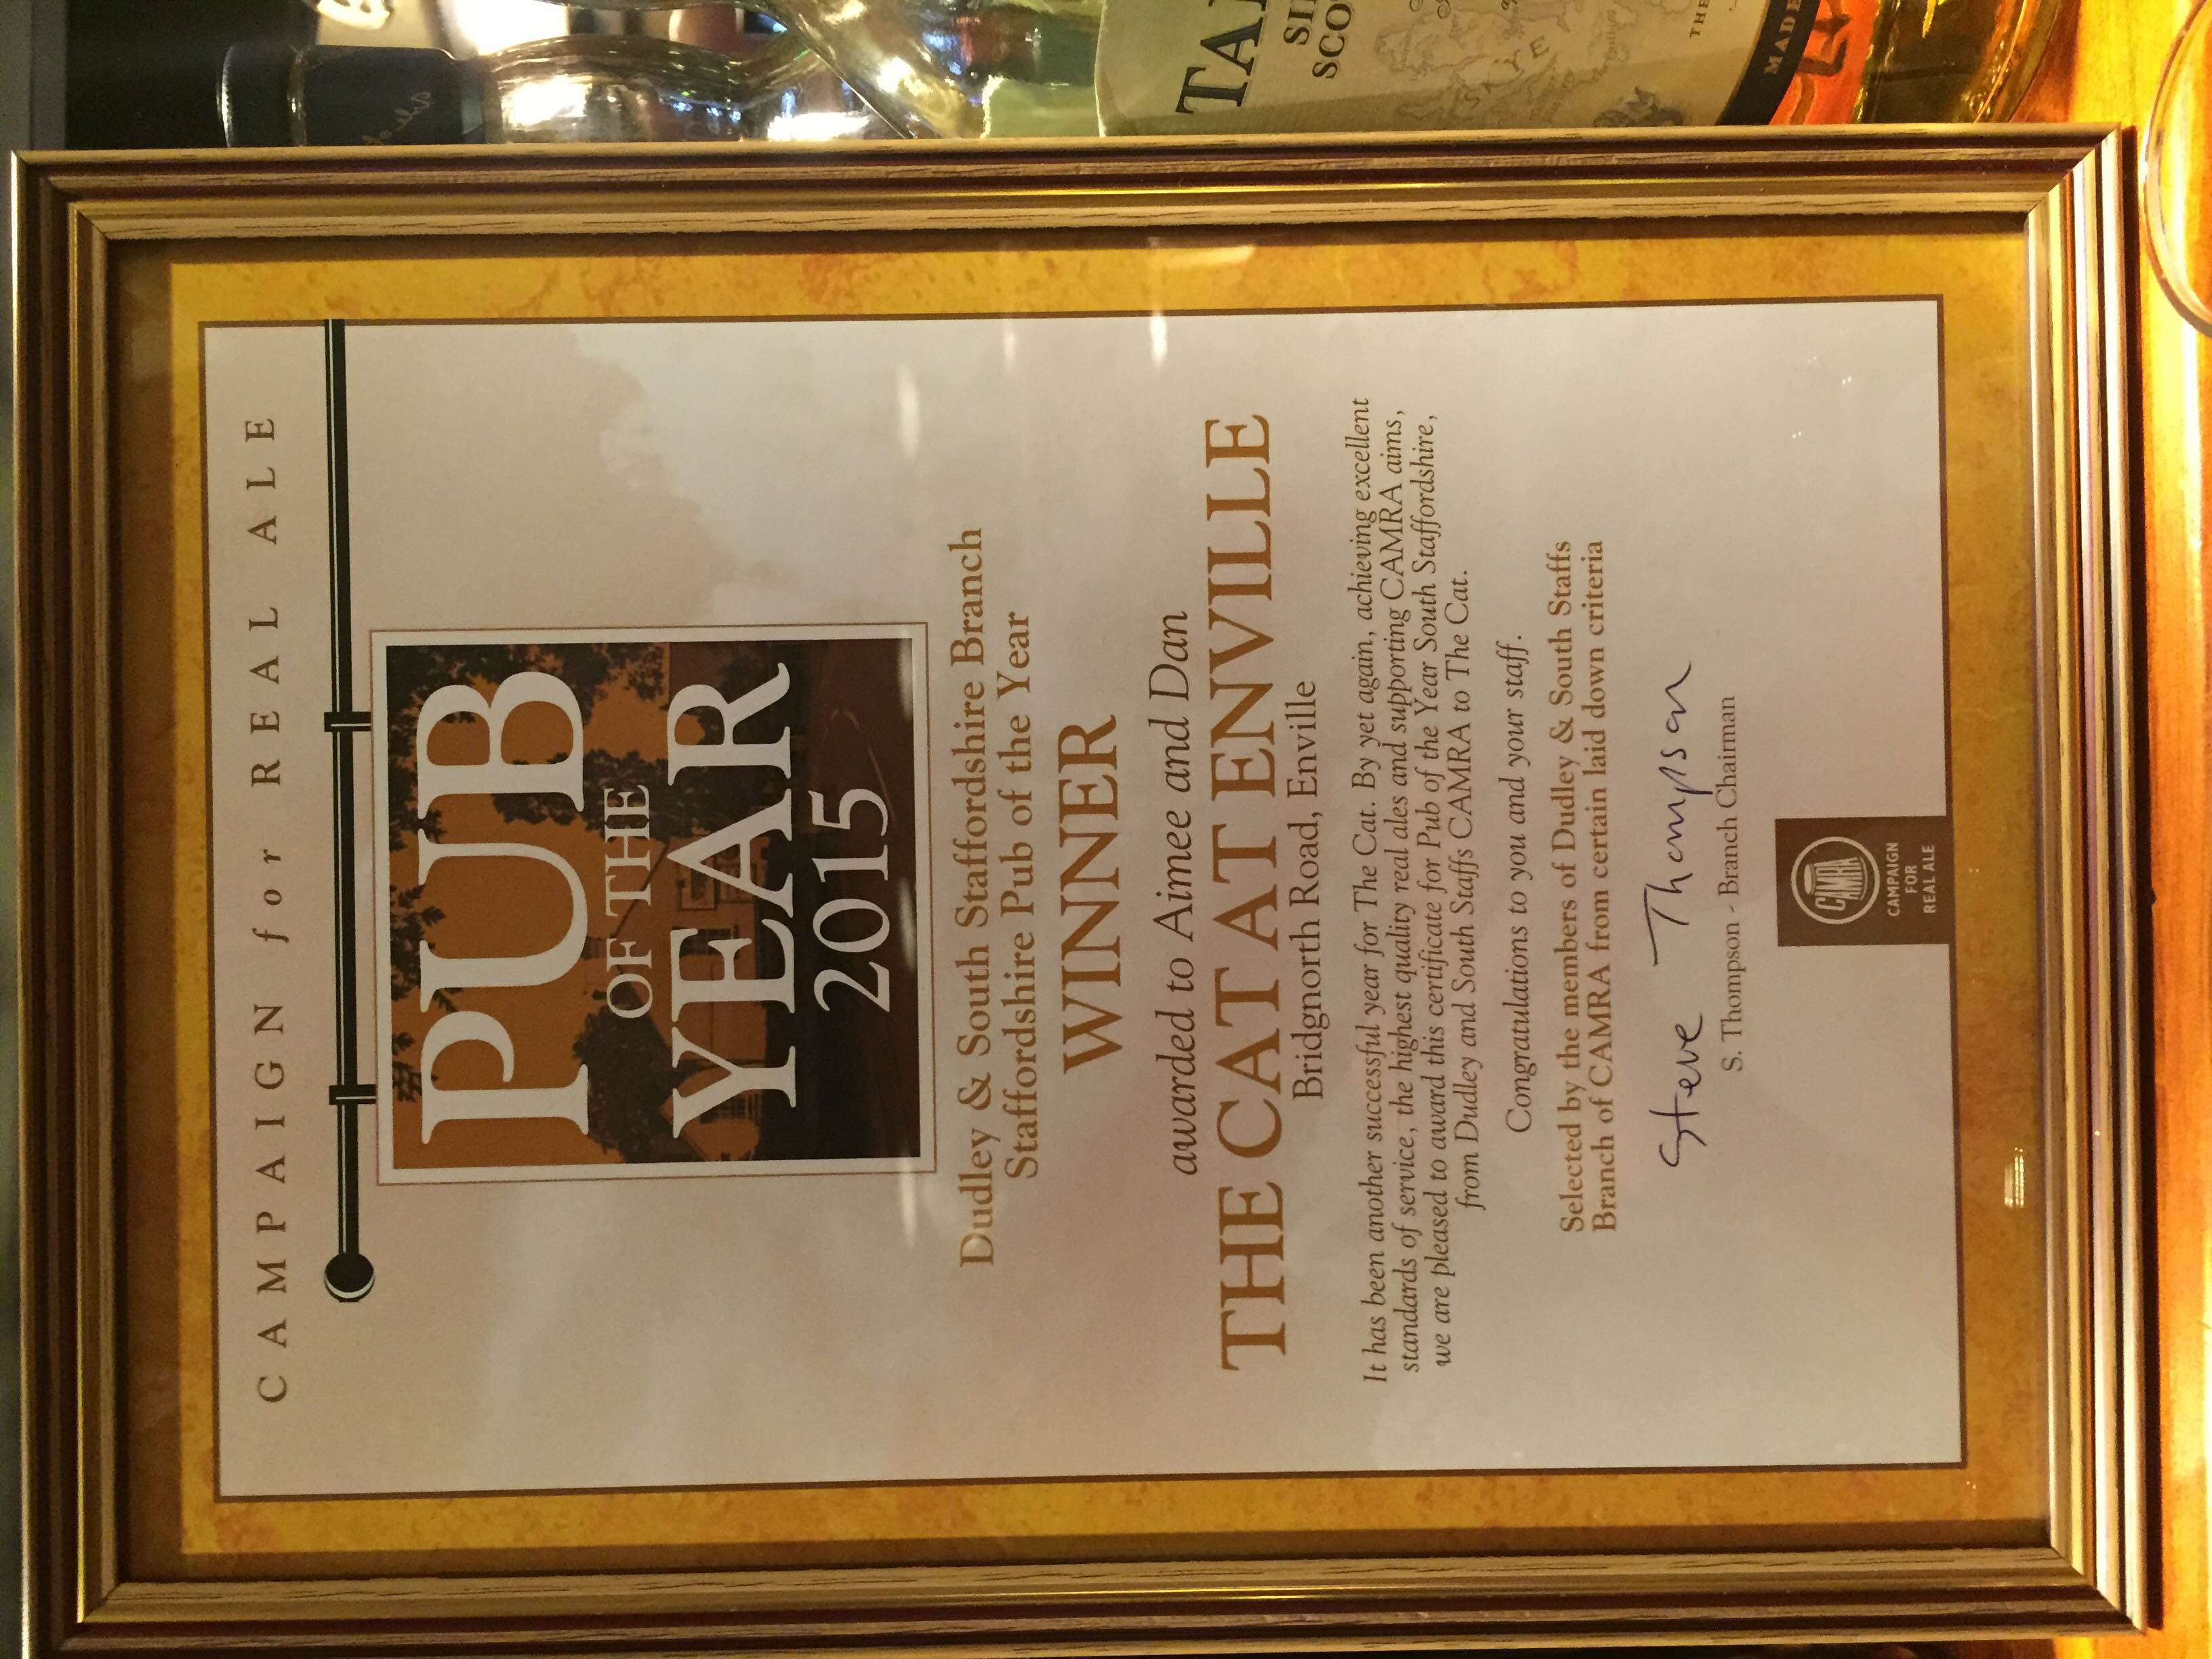 CAMPAIGN for REAL ALE
PUB
OF THE
YEAR
2015
Dudley & South Staffordshire Branch
Staffordshire Pub of the Year
WINNER
awarded to Aimee and Dan
THE CAT AT ENVILLE
Bridgnorth Road, Enville
It has been another successful year for The Cat. By yet again, achieving excellent
standards of service, the highest quality real ales and supporting CAMRA aims,
we are pleased to award this certificate for Pub of the Year South Staffordshire,
from Dudley and South Staffs CAMRA to The Cat.
Congratulations to you and your staff.
Selected by the members of Dudley & South Staffs
Branch of CAMRA from certain laid down criteria
Steve Thompson
S. Thompson - Branch Chairman
CAMRA
CAMPAIGN
FOR
REAL ALE
SKYE
THE
MADE